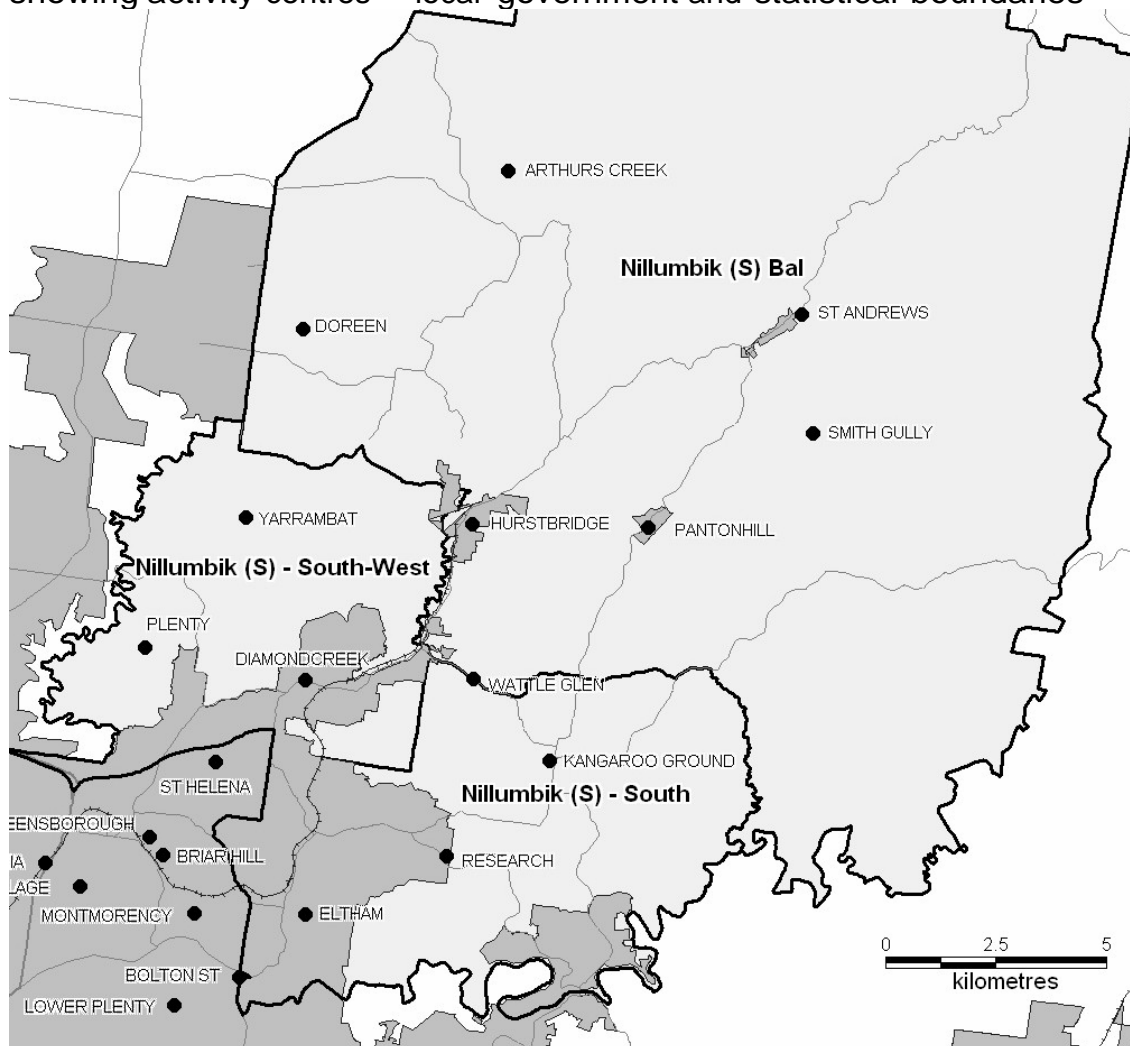 showing activity centres – local government and statistical boundaries
ARTHURS CREEK
Nillumbik (S) Bal
ST ANDREWS
DOREEN
SMITH GULLY
YARRAMBAT
HURSTBRIDGE
PANTONHILL
Nillumbik (S) - South-West
PLENTY
DIAMONDCREEK
WATTLE GLEN
KANGAROO GROUND
ST HELENA
Nillumbik (S) - South
EENSBOROUGH
BRIAR HILL
RESEARCH
IA
LAGE
MONTMORENCY
ELTHAM
0 2.5 5
kilometres
BOLTON ST
LOWER PLENTY